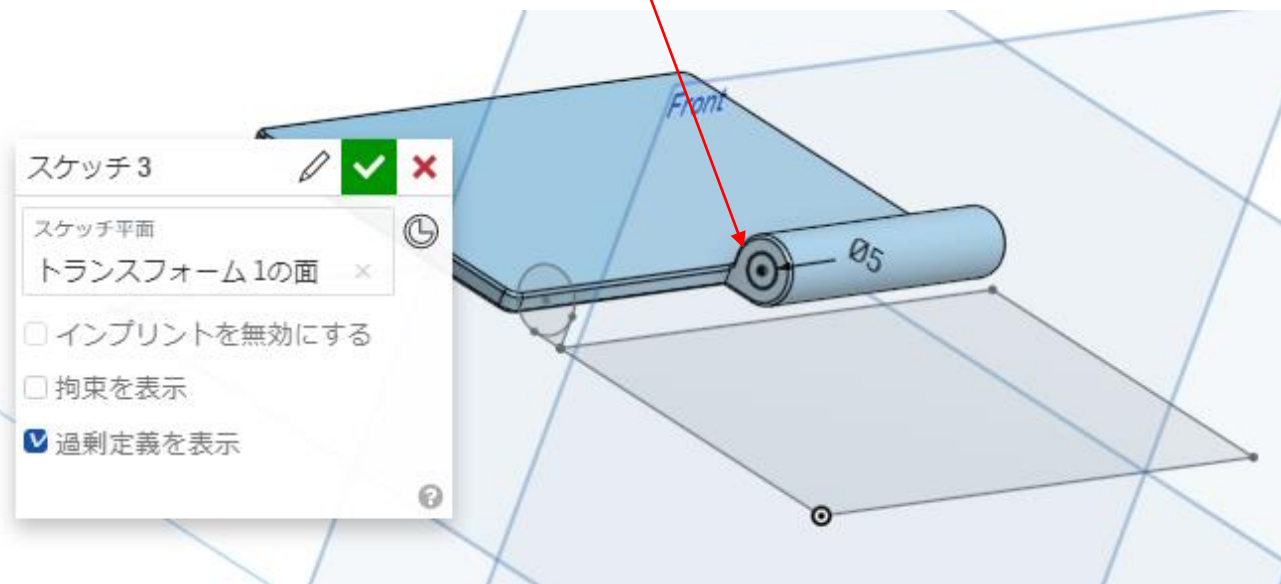 Front
スケッチ 3
スケッチ平面
トランスフォーム 1の面
インプリントを無効にする
拘束を表示
過剰定義を表示
Ø5